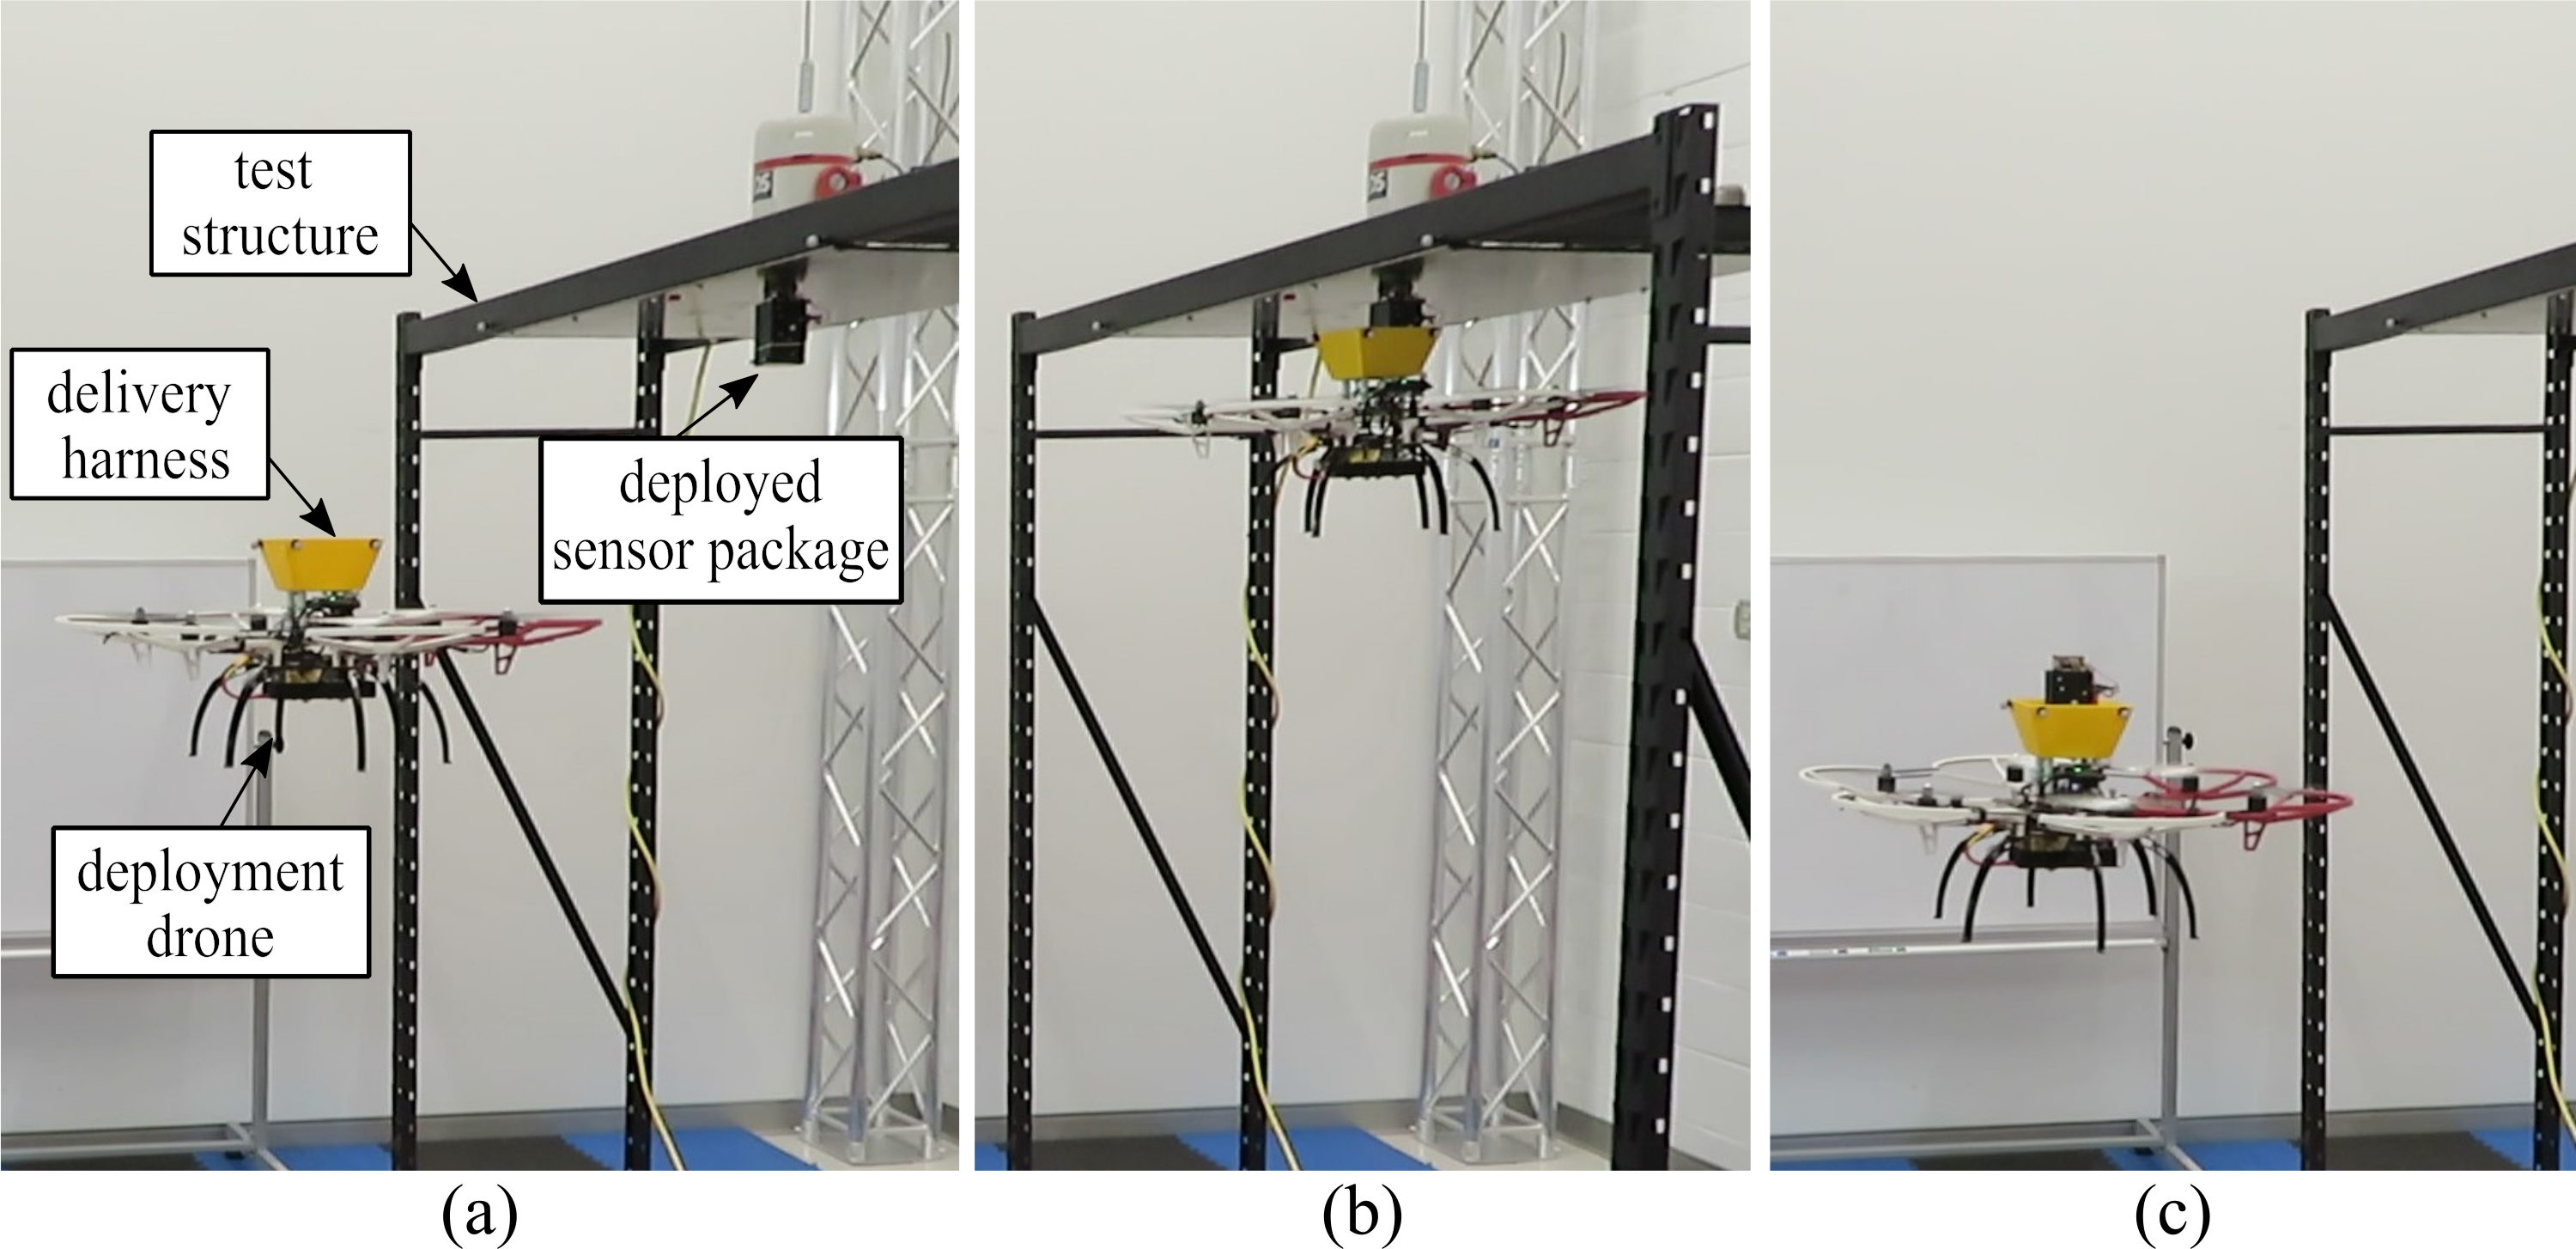 test
structure
delivery
harness
deployed
sensor package
deployment
drone
(a)
(b)
(c)